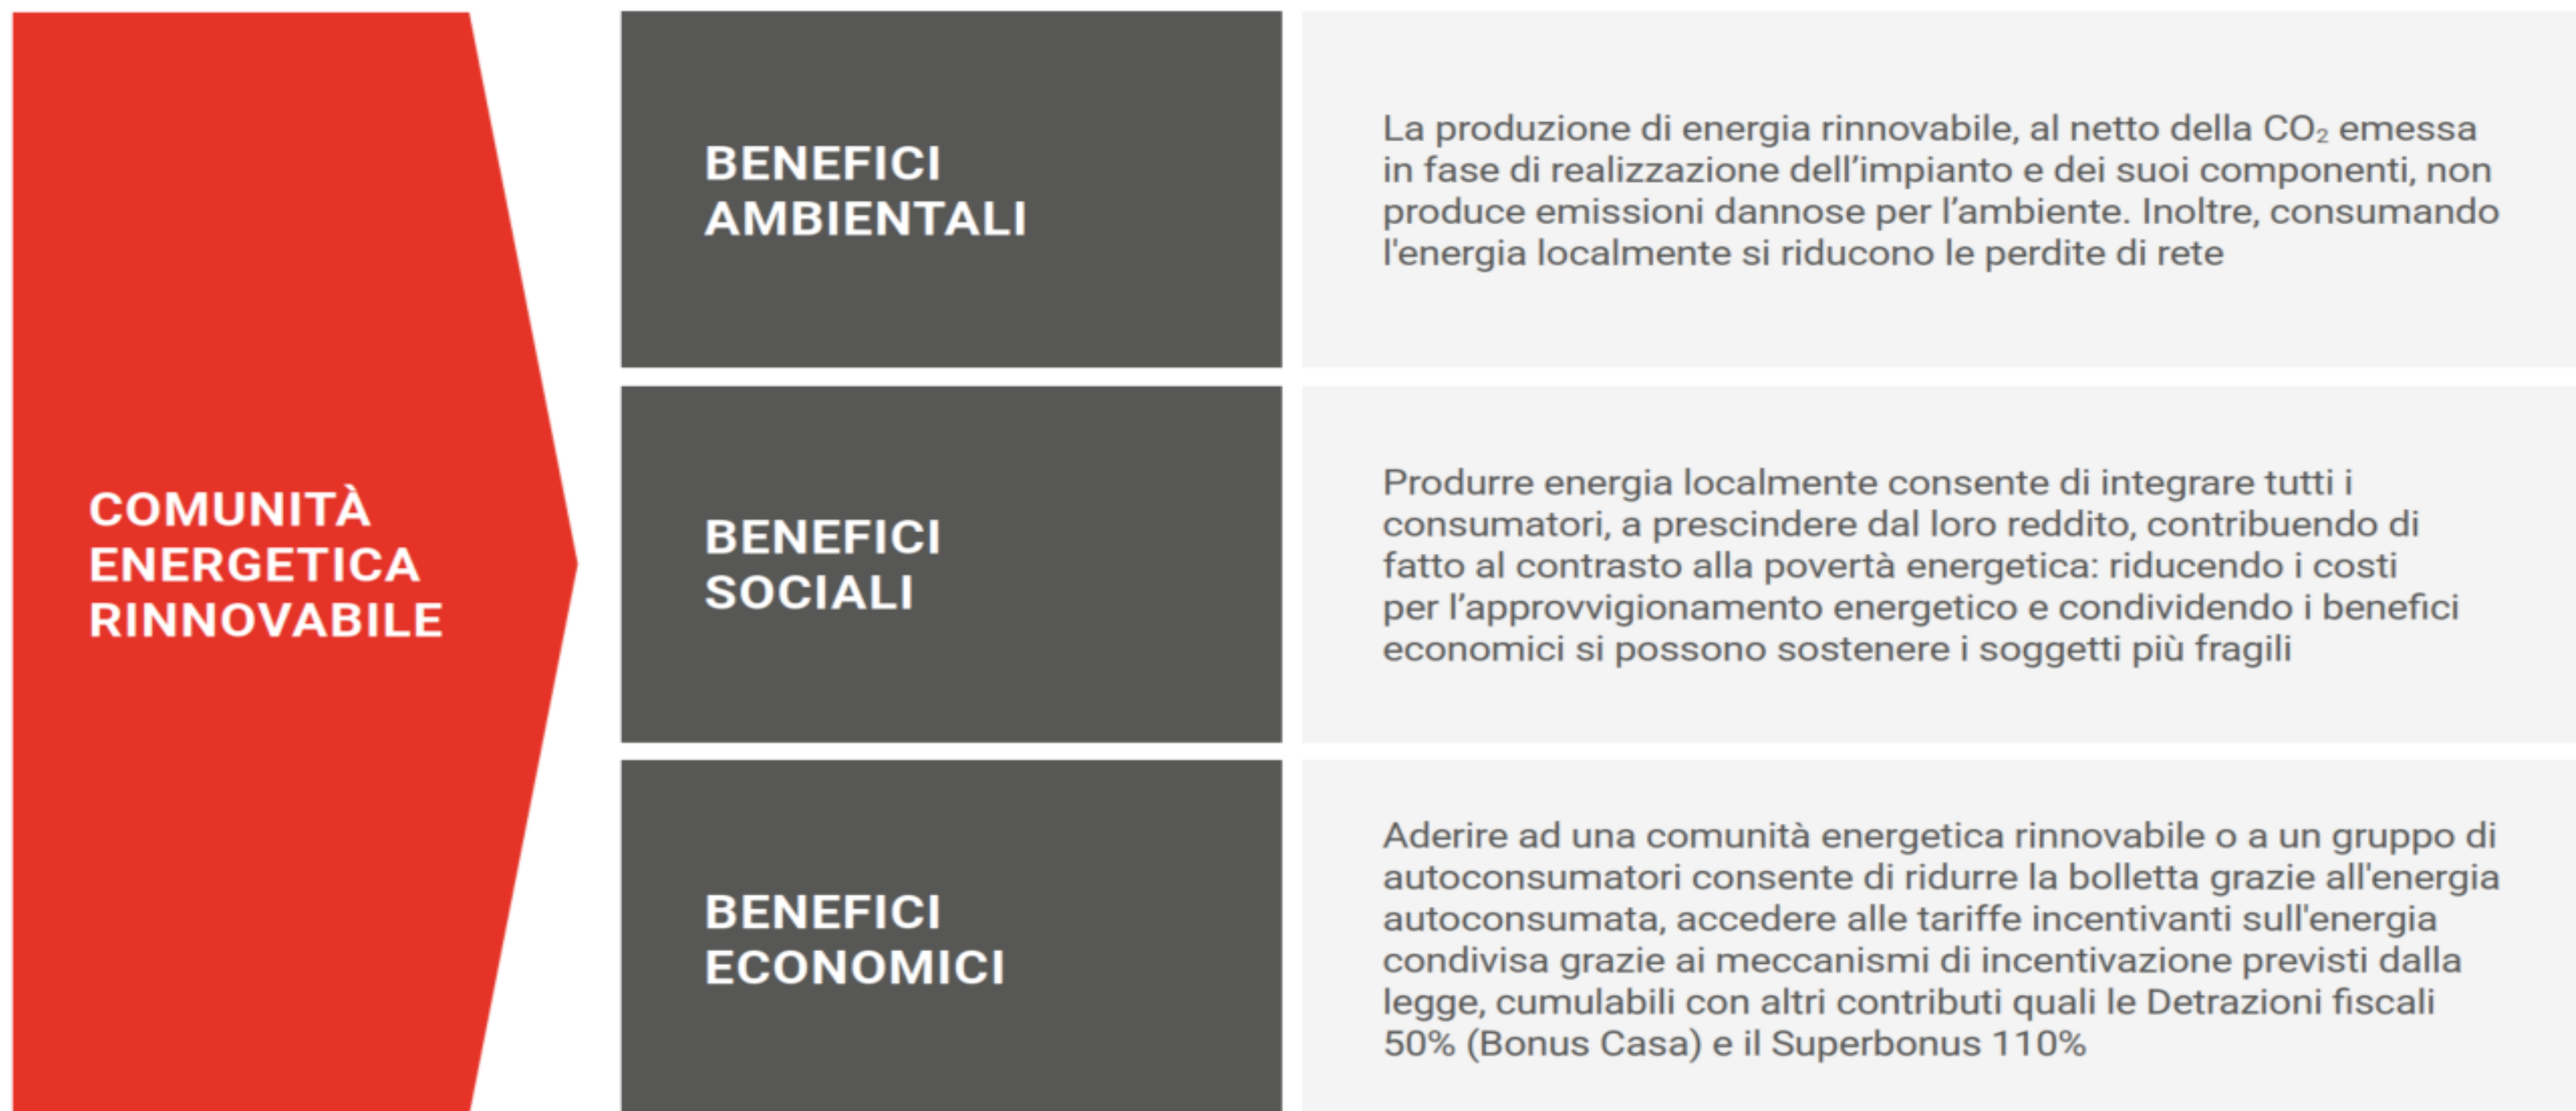 COMUNITÀ
ENERGETICA
RINNOVABILE
BENEFICI
AMBIENTALI
La produzione di energia rinnovabile, al netto della CO₂ emessa
in fase di realizzazione dell’impianto e dei suoi componenti, non
produce emissioni dannose per l’ambiente. Inoltre, consumando
l'energia localmente si riducono le perdite di rete
BENEFICI
SOCIALI
Produrre energia localmente consente di integrare tutti i
consumatori, a prescindere dal loro reddito, contribuendo di
fatto al contrasto alla povertà energetica: riducendo i costi
per l’approvvigionamento energetico e condividendo i benefici
economici si possono sostenere i soggetti più fragili
BENEFICI
ECONOMICI
Aderire ad una comunità energetica rinnovabile o a un gruppo di
autoconsumatori consente di ridurre la bolletta grazie all'energia
autoconsumata, accedere alle tariffe incentivanti sull'energia
condivisa grazie ai meccanismi di incentivazione previsti dalla
legge, cumulabili con altri contributi quali le Detrazioni fiscali
50% (Bonus Casa) e il Superbonus 110%